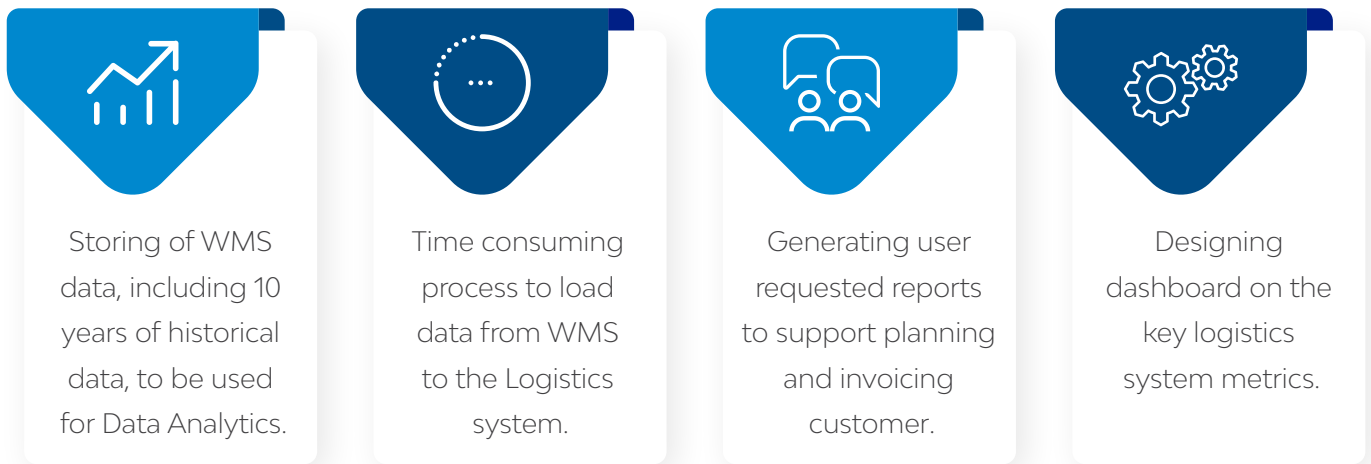 Storing of WMS
data, including 10
years of historical
data, to be used
for Data Analytics.
Time consuming
process to load
data from WMS
to the Logistics
system.
Generating user
requested reports
to support planning
and invoicing
customer.
Designing
dashboard on the
key logistics
system metrics.